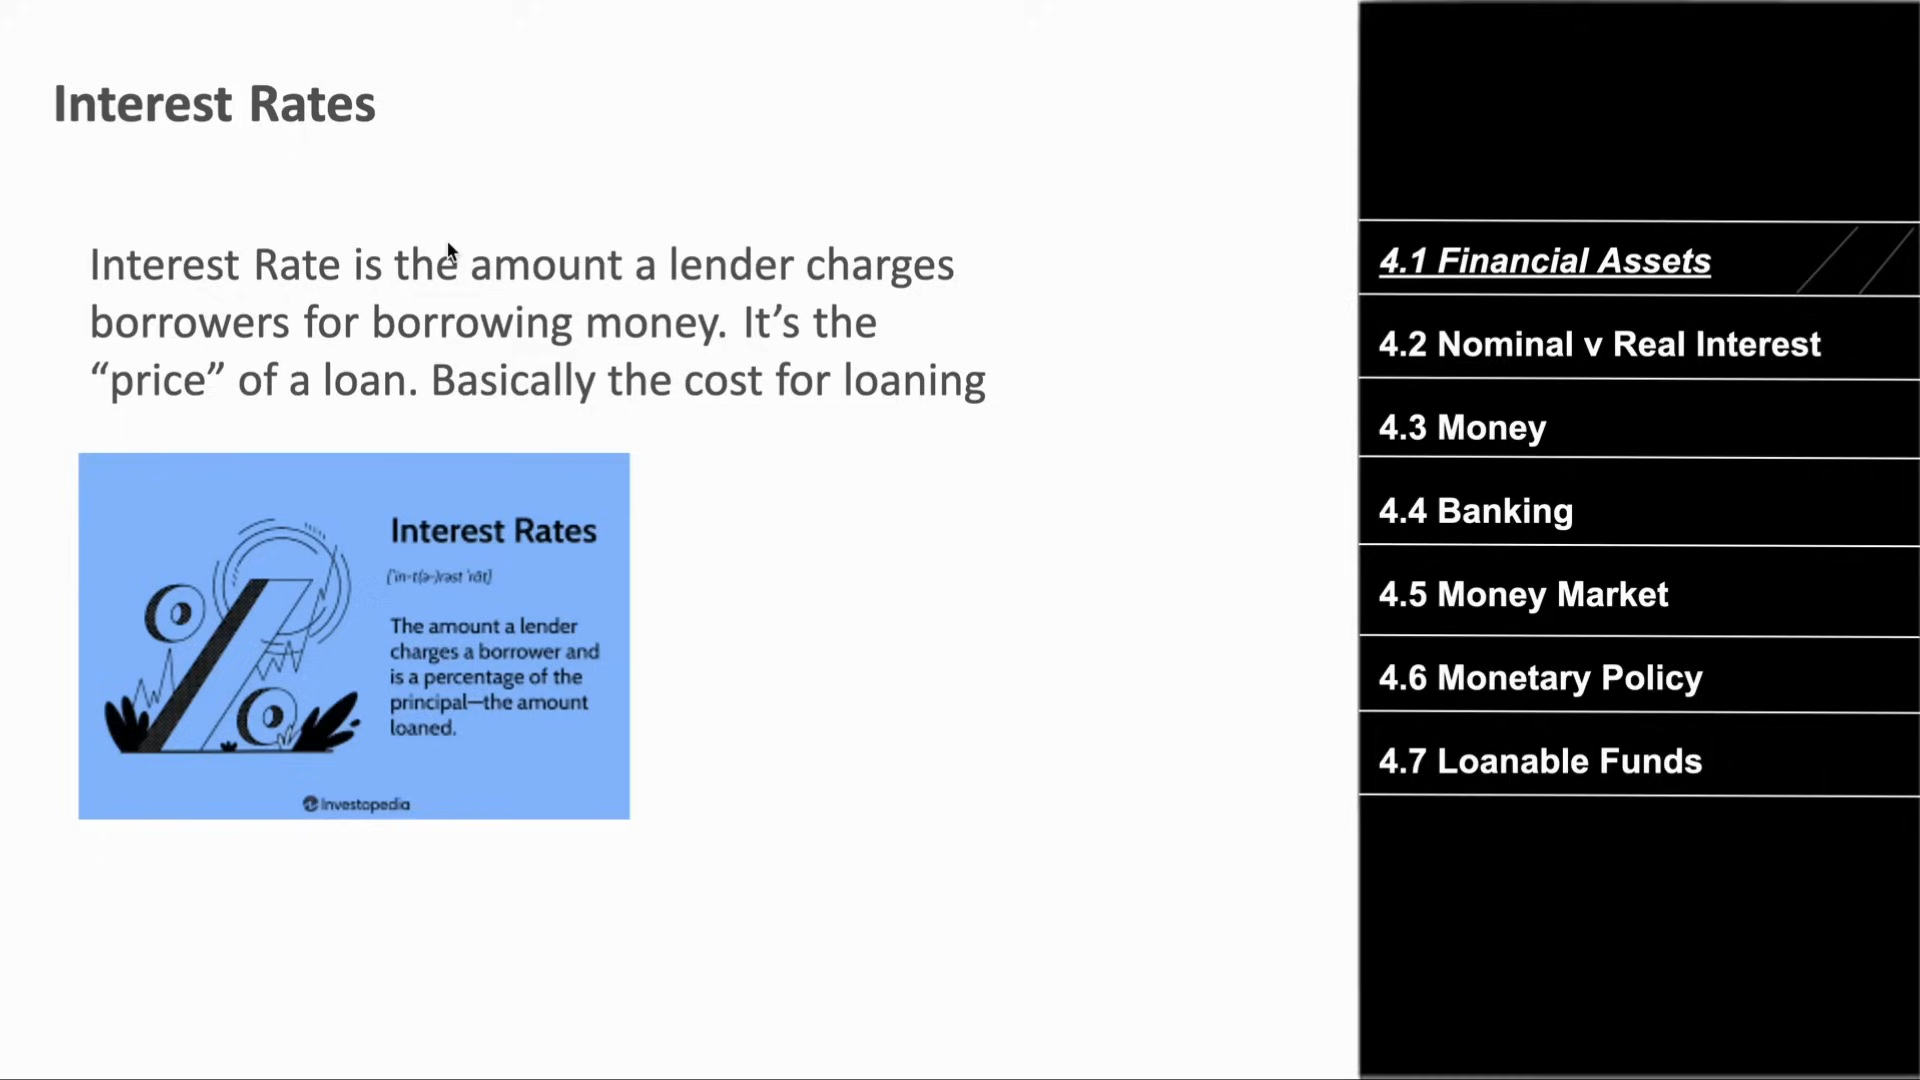 Interest Rates
Interest Rate is the amount a lender charges
borrowers for borrowing money. It’s the
“price” of a loan. Basically the cost for loaning
Interest Rates
The amount a lender
charges a borrower and
is a percentage of the
principal—the amount
loaned.
Investopedia
4.1 Financial Assets
4.2 Nominal v Real Interest
4.3 Money
4.4 Banking
4.5 Money Market
4.6 Monetary Policy
4.7 Loanable Funds